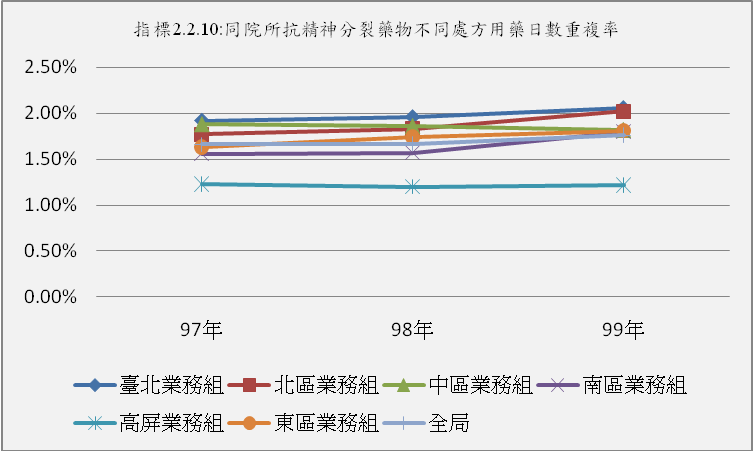 指標2.2.10:同院所抗精神分裂藥物不同處方用藥日數重複率
2.50%
2.00%
1.50%
1.00%
0.50%
0.00%
97年 98年 99年
臺北業務組 北區業務組 中區業務組 南區業務組
高屏業務組 東區業務組 全局